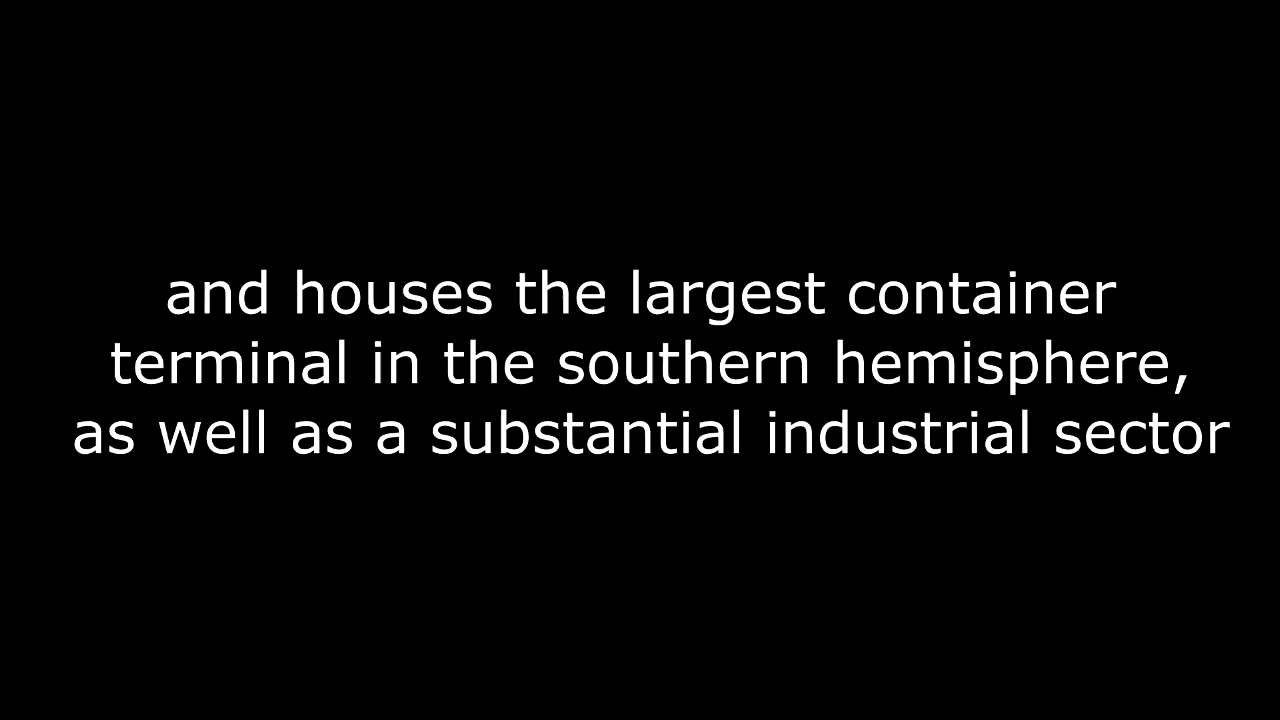 and houses the largest container
terminal in the southern hemisphere,
as well as a substantial industrial sector